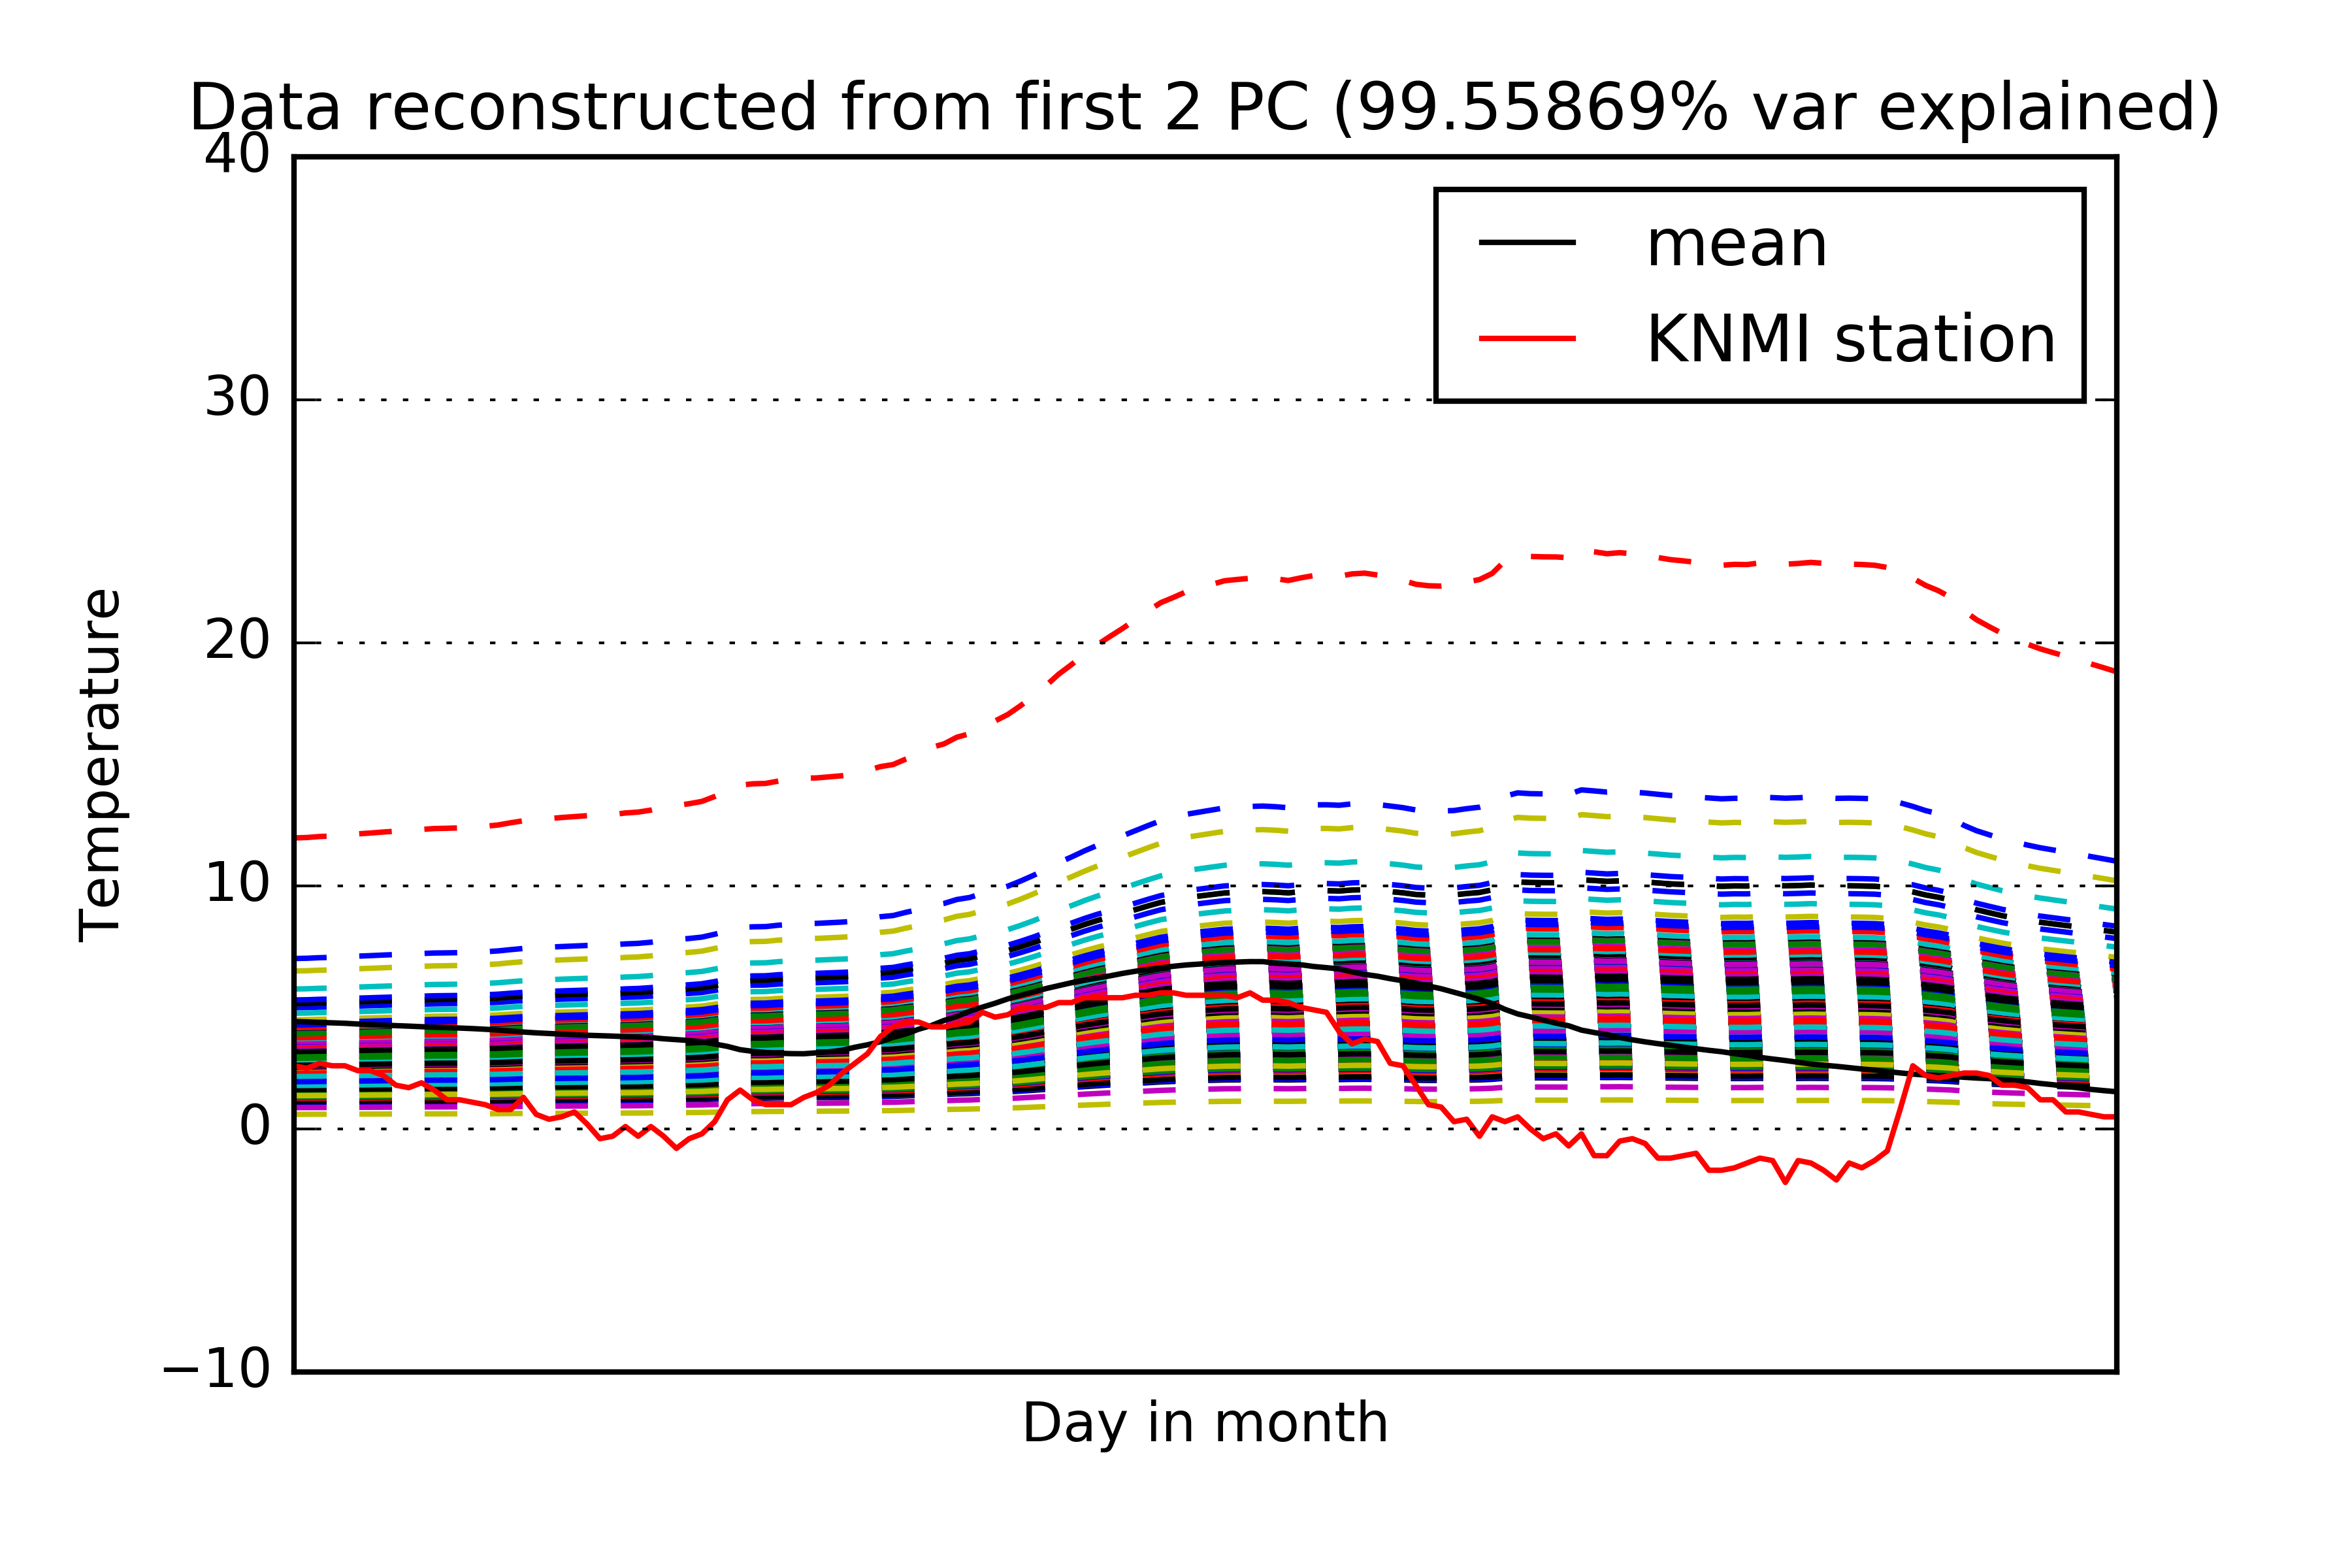 Data reconstructed from first 2 PC (99.55869% var explained)
40
30
20
10
0
−10
Temperature
mean
KNMI station
Day in month